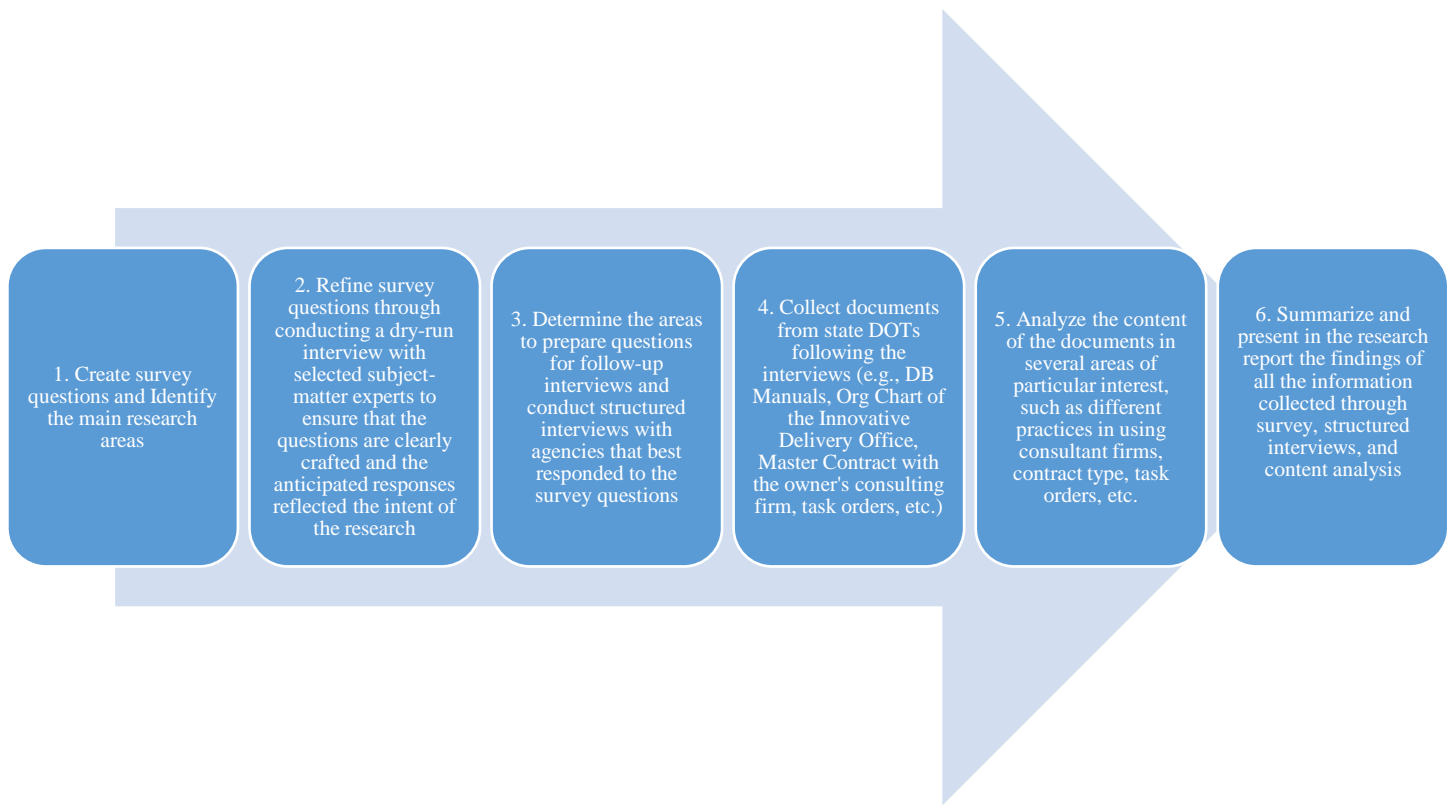 1. Create survey
questions and Identify
the main research
areas
2. Refine survey
questions through
conducting a dry-run
interview with
selected subject-
matter experts to
ensure that the
questions are clearly
crafted and the
anticipated responses
reflected the intent of
the research
3. Determine the areas
to prepare questions
for follow-up
interviews and
conduct structured
interviews with
agencies that best
responded to the
survey questions
4. Collect documents
from state DOTs
following the
interviews (e.g., DB
Manuals, Org Chart of
the Innovative
Delivery Office,
Master Contract with
the owner's consulting
firm, task orders, etc.)
5. Analyze the content
of the documents in
several areas of
particular interest,
such as different
practices in using
consultant firms,
contract type, task
orders, etc.
6. Summarize and
present in the research
report the findings of
all the information
collected through
survey, structured
interviews, and
content analysis